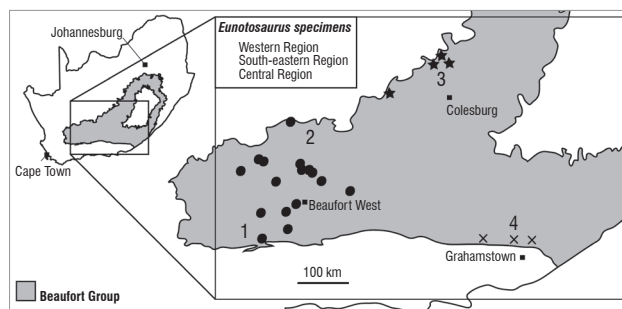 Johannesburg
Cape Town
Beaufort Group
Eunotosaurus specimens
Western Region
South-eastern Region
Central Region
3
Colesburg
2
Beaufort West
1
4
Grahamstown
100 km